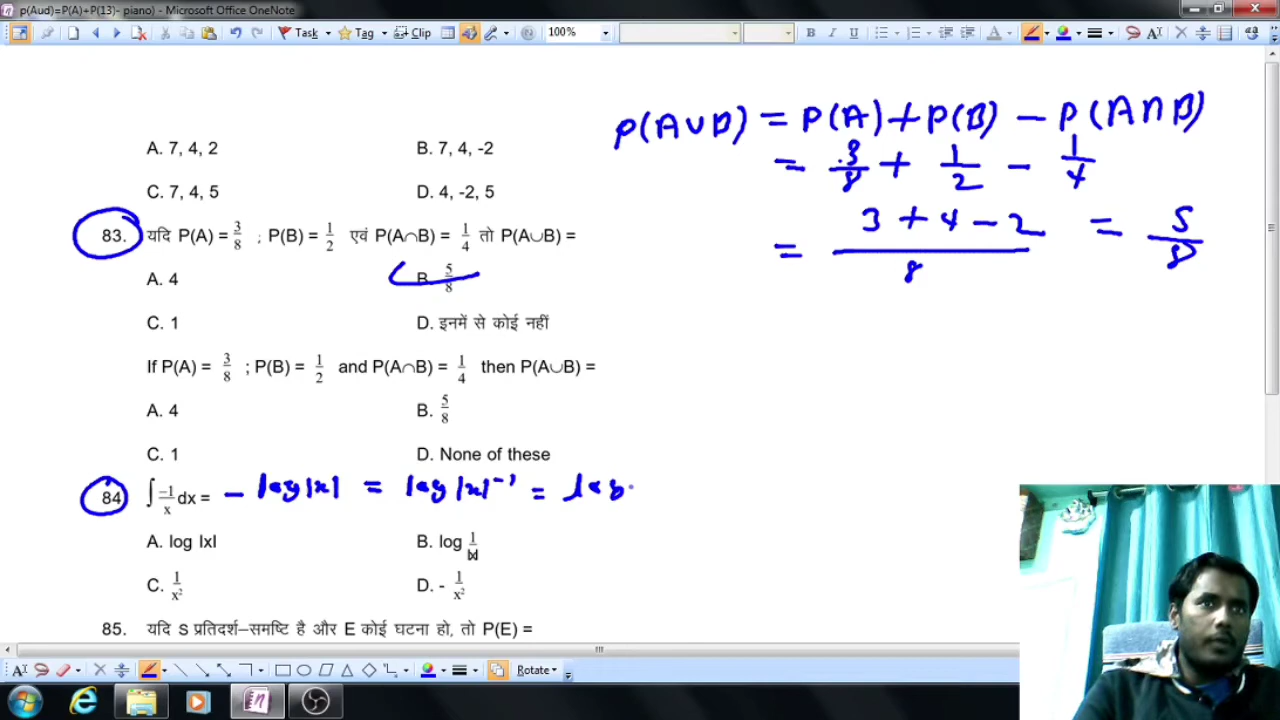 p(Aud)=P(A)+P(13)- piano) - Microsoft Office OneNote
Task Tag Clip 100% B I U
A. 7, 4, 2 B. 7, 4, -2
C. 7, 4, 5 D. 4, -2, 5
83. यदि P(A) = 3/8 ; P(B) = 1/2 एवं P(A∩B) = 1/4 तो P(A∪B) =
A. 4 B. 5/8
C. 1 D. इनमें से कोई नहीं
If P(A) = 3/8 ; P(B) = 1/2 and P(A∩B) = 1/4 then P(A∪B) =
A. 4 B. 5/8
C. 1 D. None of these
84 ∫ -1/x dx = - log |x| = log |x|⁻¹ = log
A. log |x| B. log 1/|x|
C. 1/x² D. - 1/x²
85. यदि S प्रतिदर्श–समष्टि है और E कोई घटना हो, तो P(E) =
P(A∪B) = P(A) + P(B) - P(A∩B)
= 3/8 + 1/2 - 1/4
= 3 + 4 - 2 / 8 = 5/8
Rotate